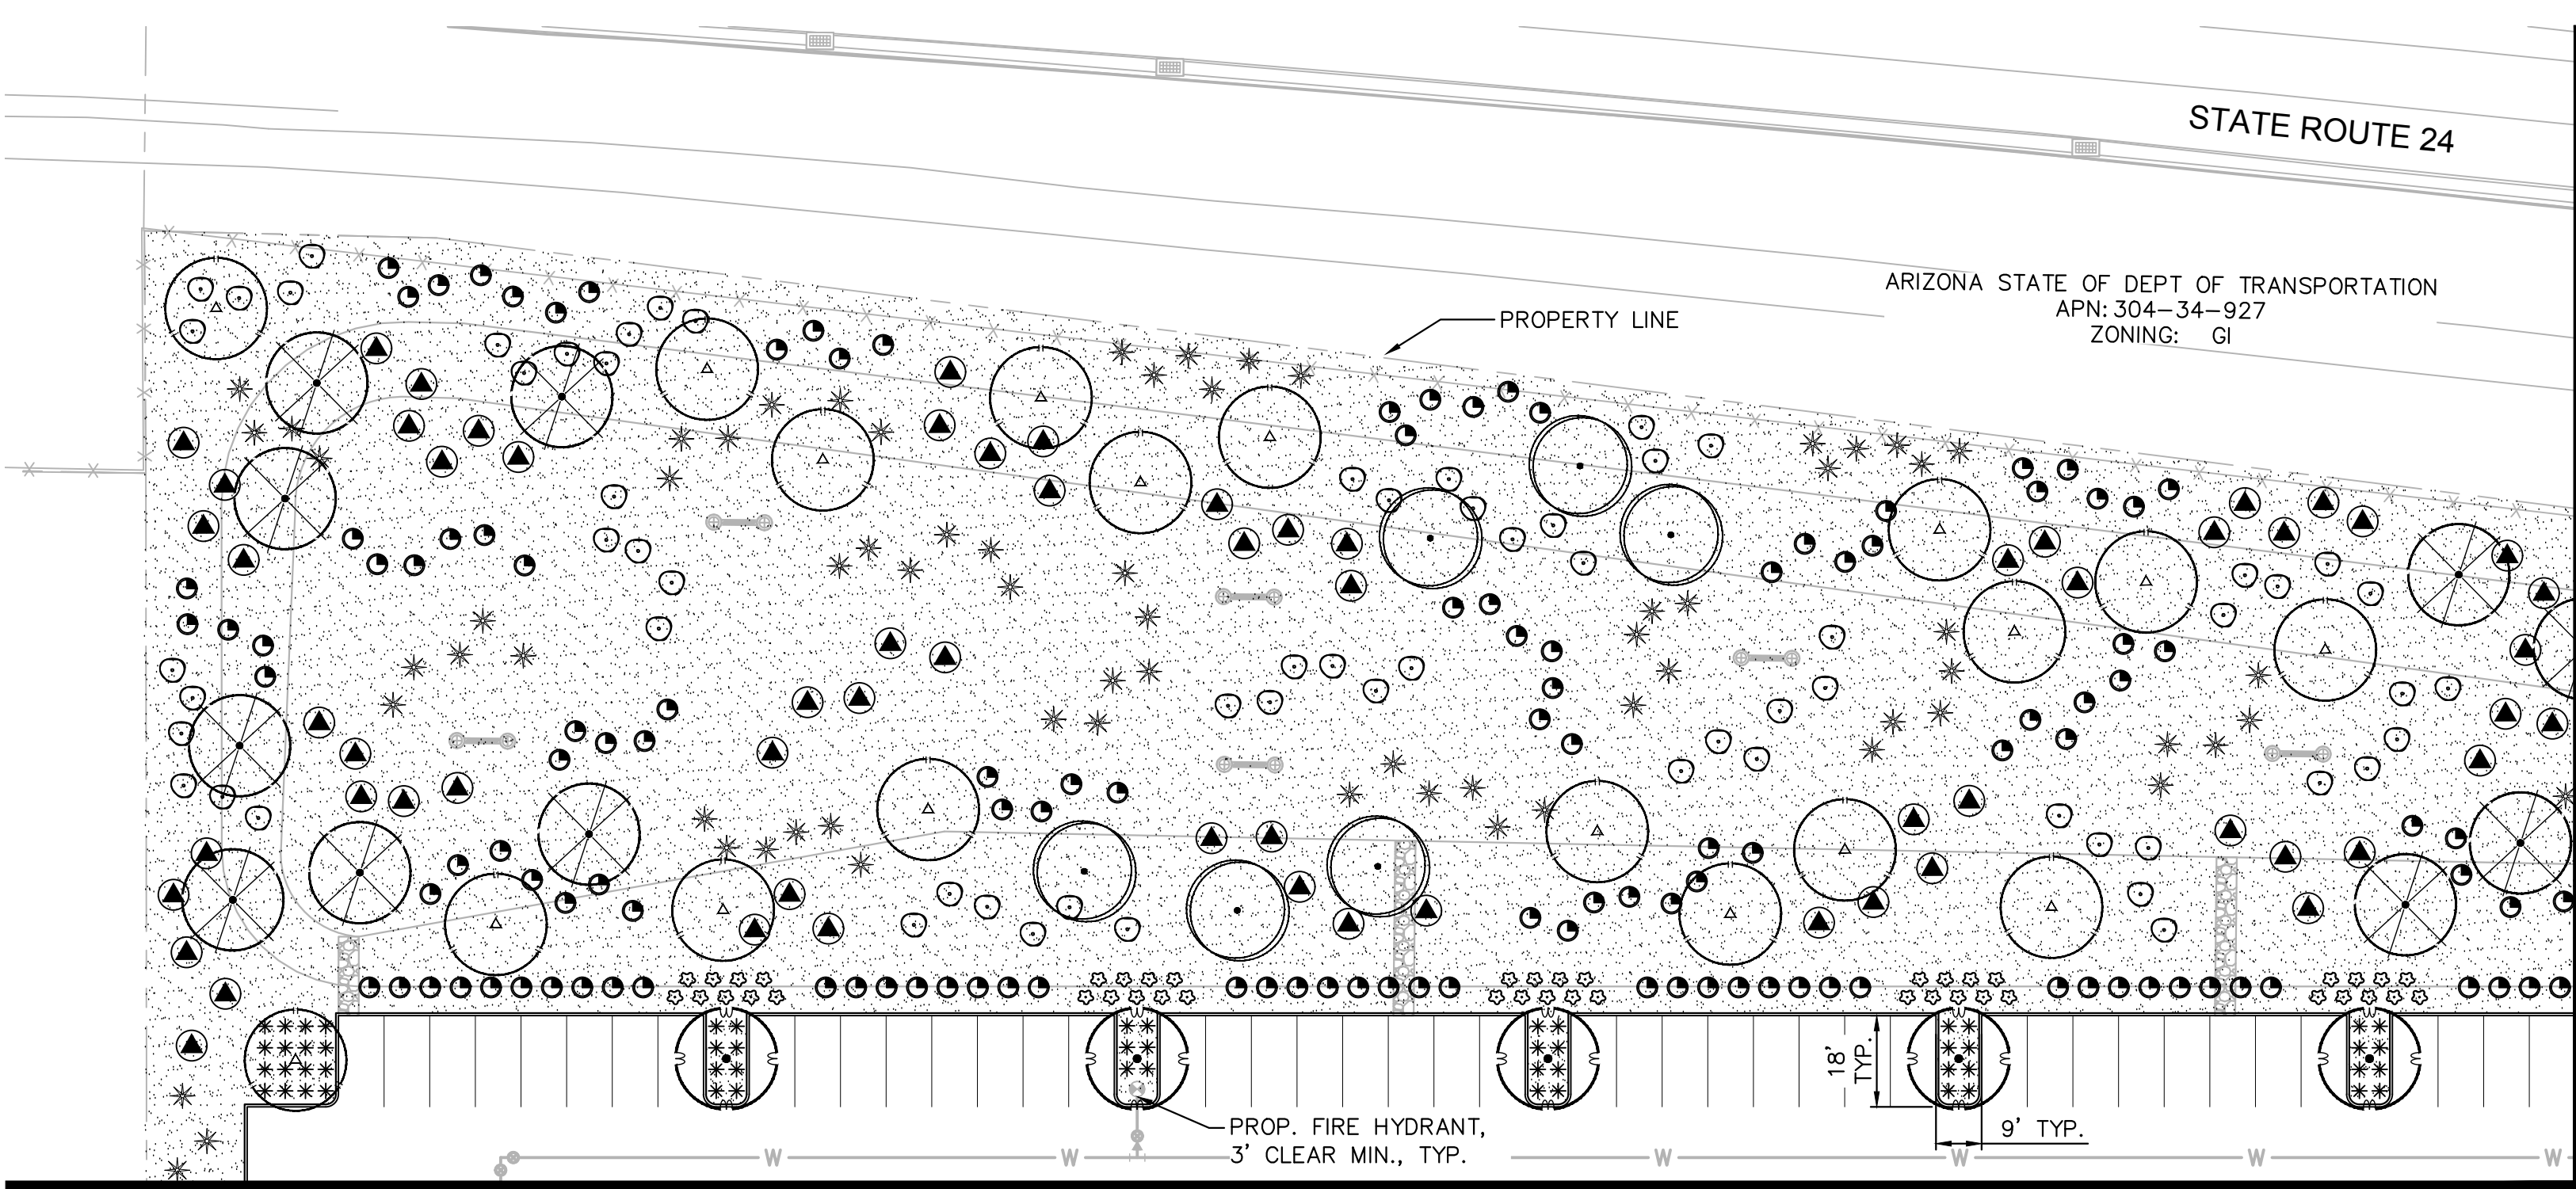 STATE ROUTE 24
ARIZONA STATE OF DEPT OF TRANSPORTATION
APN: 304-34-927
ZONING: GI
PROPERTY LINE
18'
TYP.
9' TYP.
PROP. FIRE HYDRANT,
3' CLEAR MIN., TYP.
W W W W W W